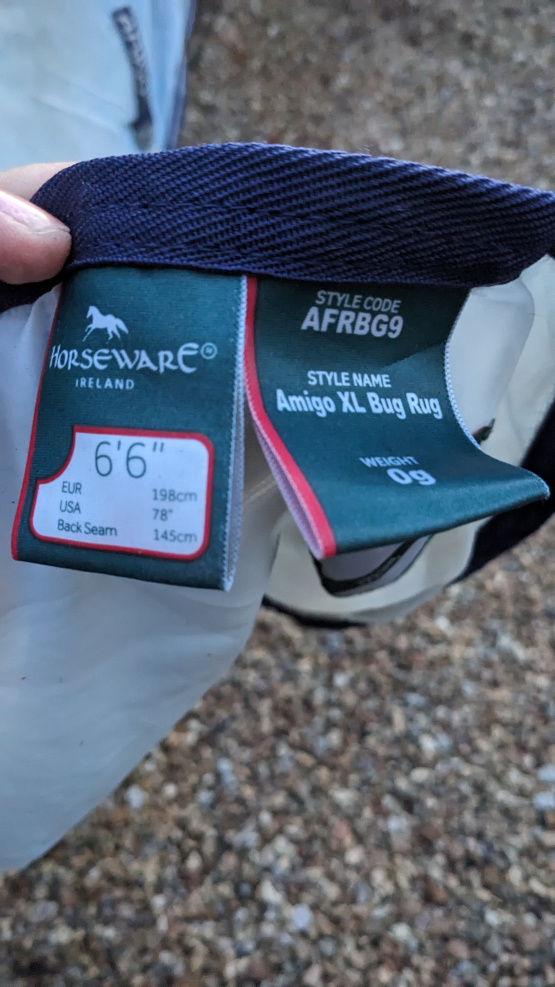 HORSEWARE®
IRELAND
6'6"
EUR 198cm
USA 78"
Back Seam 145cm
STYLE CODE
AFRBG9
STYLE NAME
Amigo XL Bug Rug
WEIGHT
0g